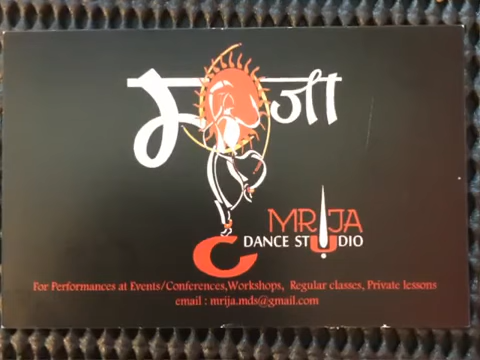 MRIJA
DANCE STUDIO
For Performances at Events/Conferences,Workshops, Regular classes, Private lessons
email : mrija.mds@gmail.com